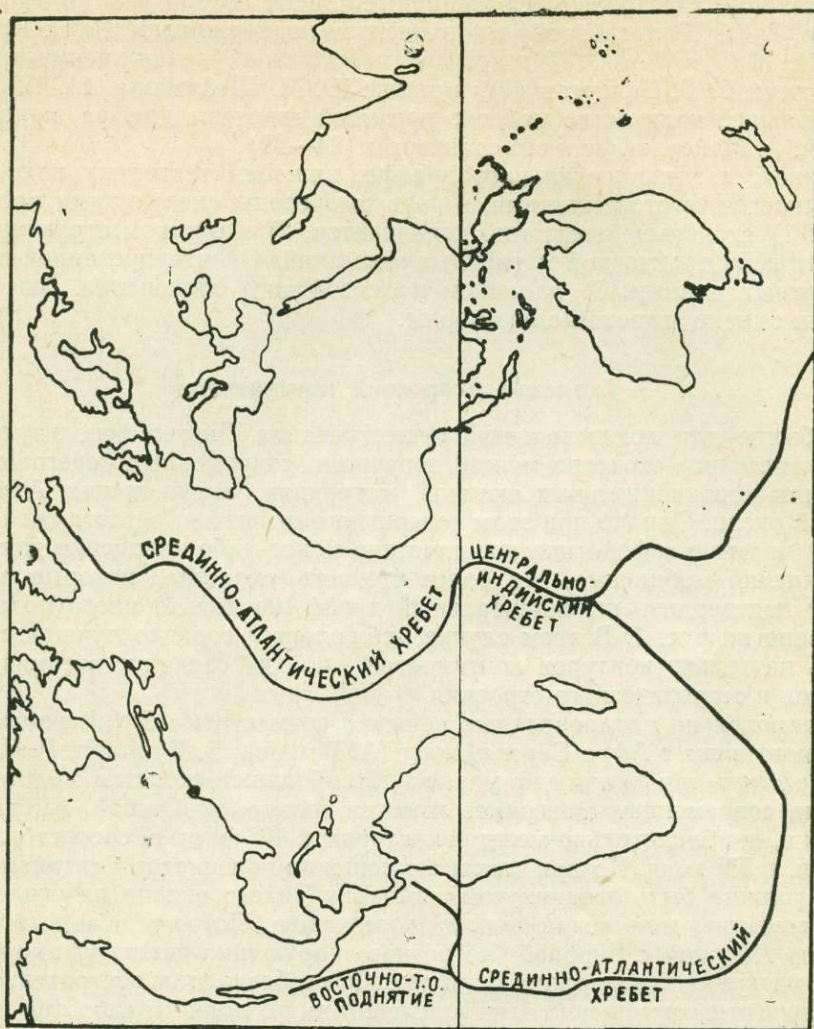 СРЕДИННО-АТЛАНТИЧЕСКИЙ ХРЕБЕТ
ЦЕНТРАЛЬНО-
ИНДИЙСКИЙ
ХРЕБЕТ
ВОСТОЧНО-Т.О.
ПОДНЯТИЕ
СРЕДИННО-АТЛАНТИЧЕСКИЙ
ХРЕБЕТ